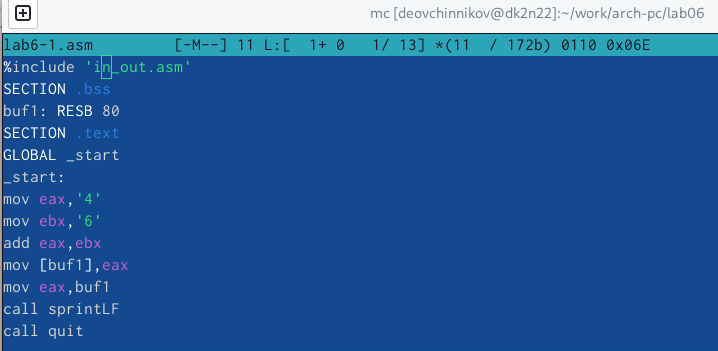 mc [deovchinnikov@dk2n22]:~/work/arch-pc/lab06
lab6-1.asm         [-M--] 11 L:[  1+ 0   1/ 13] *(11  / 172b) 0110 0x06E
%include 'in_out.asm'
SECTION .bss
buf1: RESB 80
SECTION .text
GLOBAL _start
_start:
mov eax,'4'
mov ebx,'6'
add eax,ebx
mov [buf1],eax
mov eax,buf1
call sprintLF
call quit